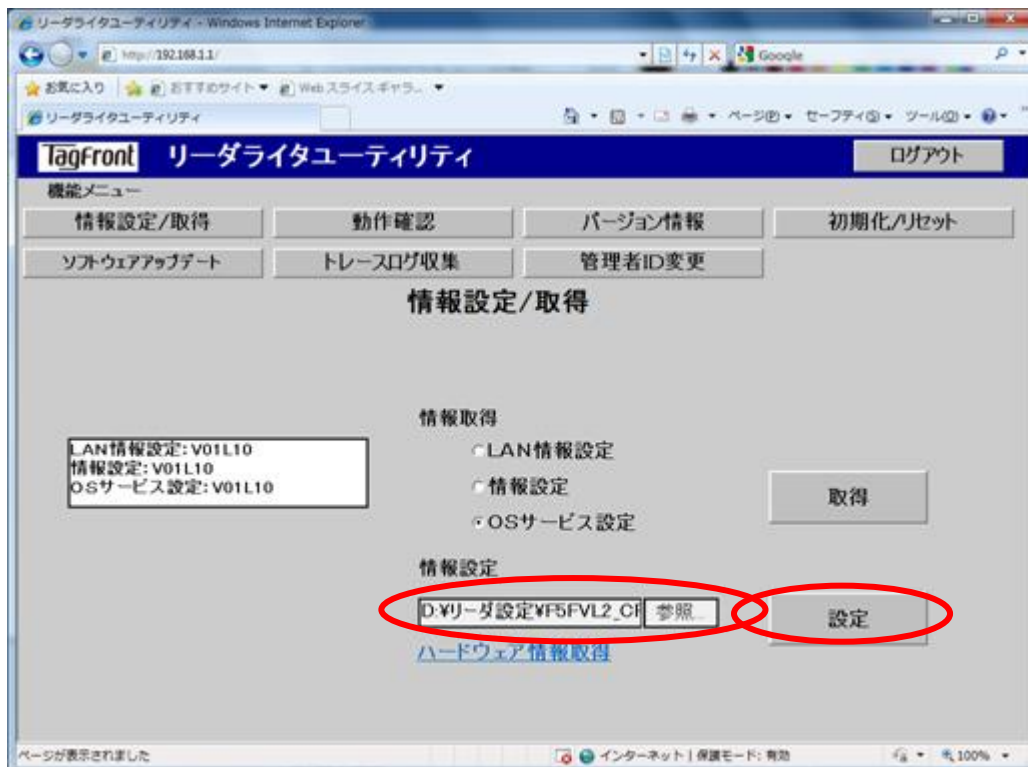 リーダライタユーティリティ - Windows Internet Explorer
http://192.168.1.1/
Google
お気に入り おすすめサイト Web スライス ギャラ...
リーダライタユーティリティ
ページ(P) セーフティ(S) ツール(O)
TagFront リーダライタユーティリティ ログアウト
機能メニュー
情報設定/取得 動作確認 バージョン情報 初期化/リセット
ソフトウェアアップデート トレースログ収集 管理者ID変更
情報設定/取得
情報取得
LAN情報設定: V01L10
情報設定: V01L10
OSサービス設定: V01L10
LAN情報設定
情報設定
OSサービス設定
取得
情報設定
D:¥リーダ設定¥F5FVL2_CF 参照...
設定
ハードウェア情報取得
ページが表示されました インターネット | 保護モード: 有効 100%